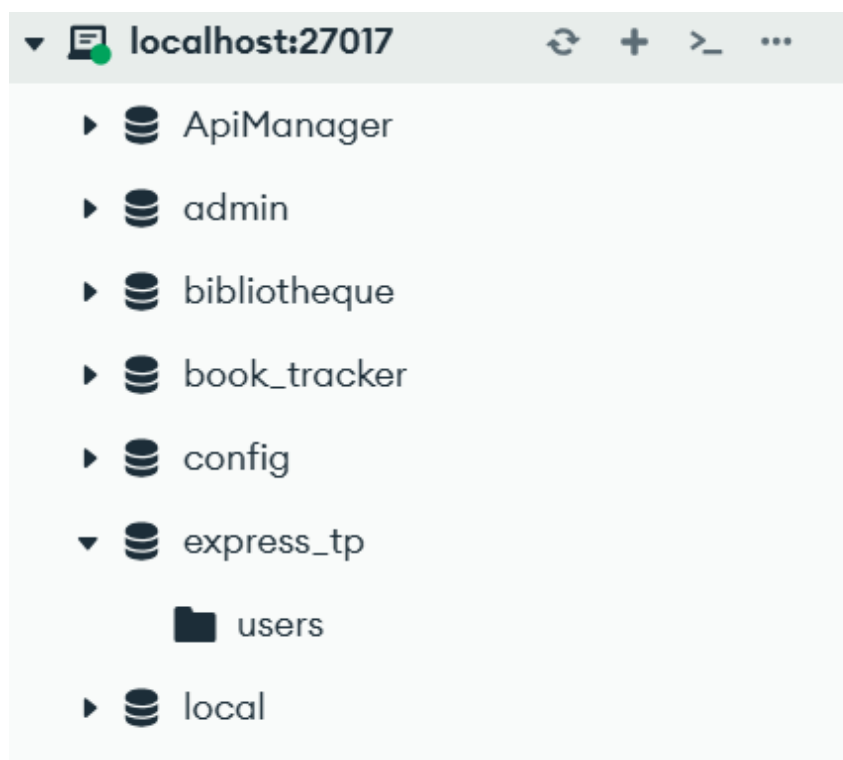 localhost:27017
ApiManager
admin
bibliotheque
book_tracker
config
express_tp
users
local